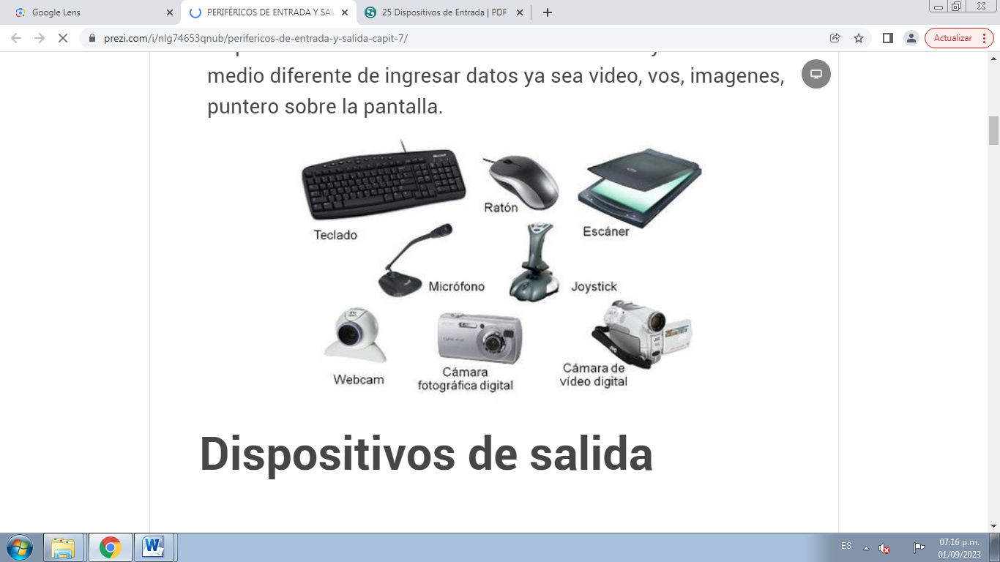 Google Lens
PERIFÉRICOS DE ENTRADA Y SAL
25 Dispositivos de Entrada | PDF
prezi.com/i/nlg74653qnub/perifericos-de-entrada-y-salida-capit-7/
Actualizar
medio diferente de ingresar datos ya sea video, vos, imagenes,
puntero sobre la pantalla.
Teclado
Ratón
Escáner
Micrófono
Joystick
Webcam
Cámara
fotográfica digital
Cámara de
vídeo digital
Dispositivos de salida
ES
07:16 p.m.
01/09/2023